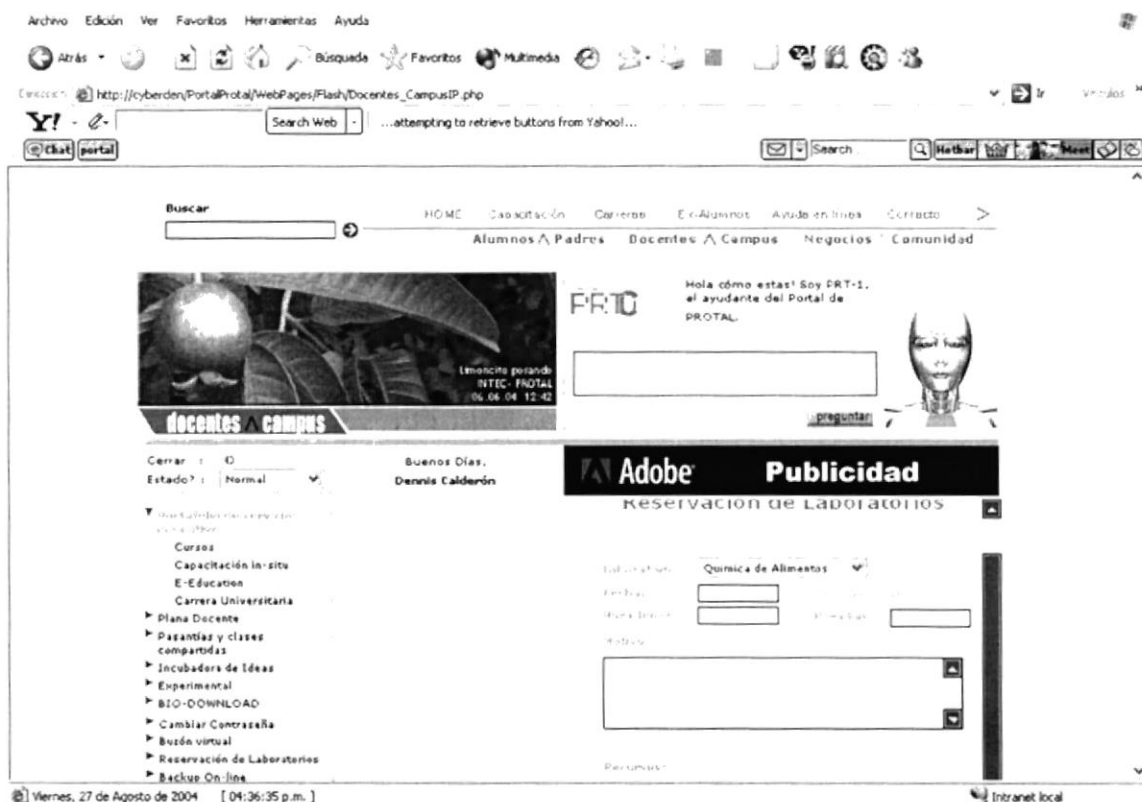 Archivo Edición Ver Favoritos Herramientas Ayuda
Atrás Búsqueda Favoritos Multimedia
http://cyberden/PortalProtal/WebPages/Flash/Docentes_CampusIP.php Ir
Y! Search Web ...attempting to retrieve buttons from Yahoo!...
Chat portal Search Hotbar Meet
Buscar
HOME Capacitación Carreras Ex-Alumnos Ayuda en línea Contacto >
Alumnos Λ Padres Docentes Λ Campus Negocios Comunidad
PRTC
Hola cómo estas! Soy PRT-1,
el ayudante del Portal de
PROTAL.
Limoncito posando
INTEC- PROTAL
06.06.04 12:42
preguntar
docentes Λ campus
Cerrar :
Estado? : Normal
Buenos Días,
Dennis Calderón
Adobe Publicidad
Reservación de Laboratorios
Cursos
Capacitación in-situ
E-Education
Carrera Universitaria
Plana Docente
Pasantías y clases
compartidas
Incubadora de Ideas
Experimental
BIO-DOWNLOAD
Cambiar Contraseña
Buzón virtual
Reservación de Laboratorios
Backup On-line
Química de Alimentos
Viernes, 27 de Agosto de 2004 [ 04:36:35 p.m. ] Intranet local